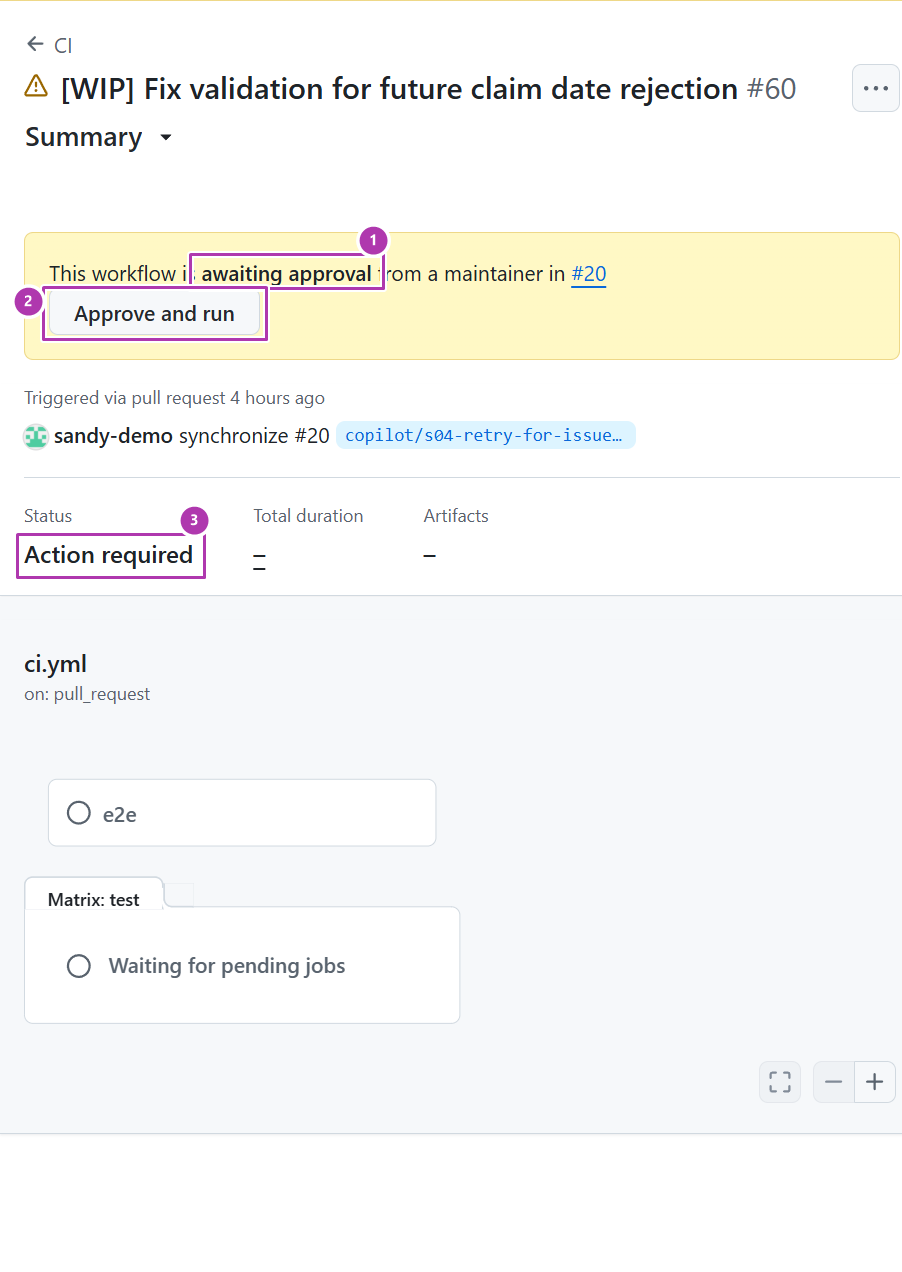 CI
[WIP] Fix validation for future claim date rejection #60
Summary
1
This workflow is awaiting approval from a maintainer in #20
2
Approve and run
Triggered via pull request 4 hours ago
sandy-demo synchronize #20 copilot/s04-retry-for-issue…
Status Total duration Artifacts
3
Action required – –
ci.yml
on: pull_request
e2e
Matrix: test
Waiting for pending jobs